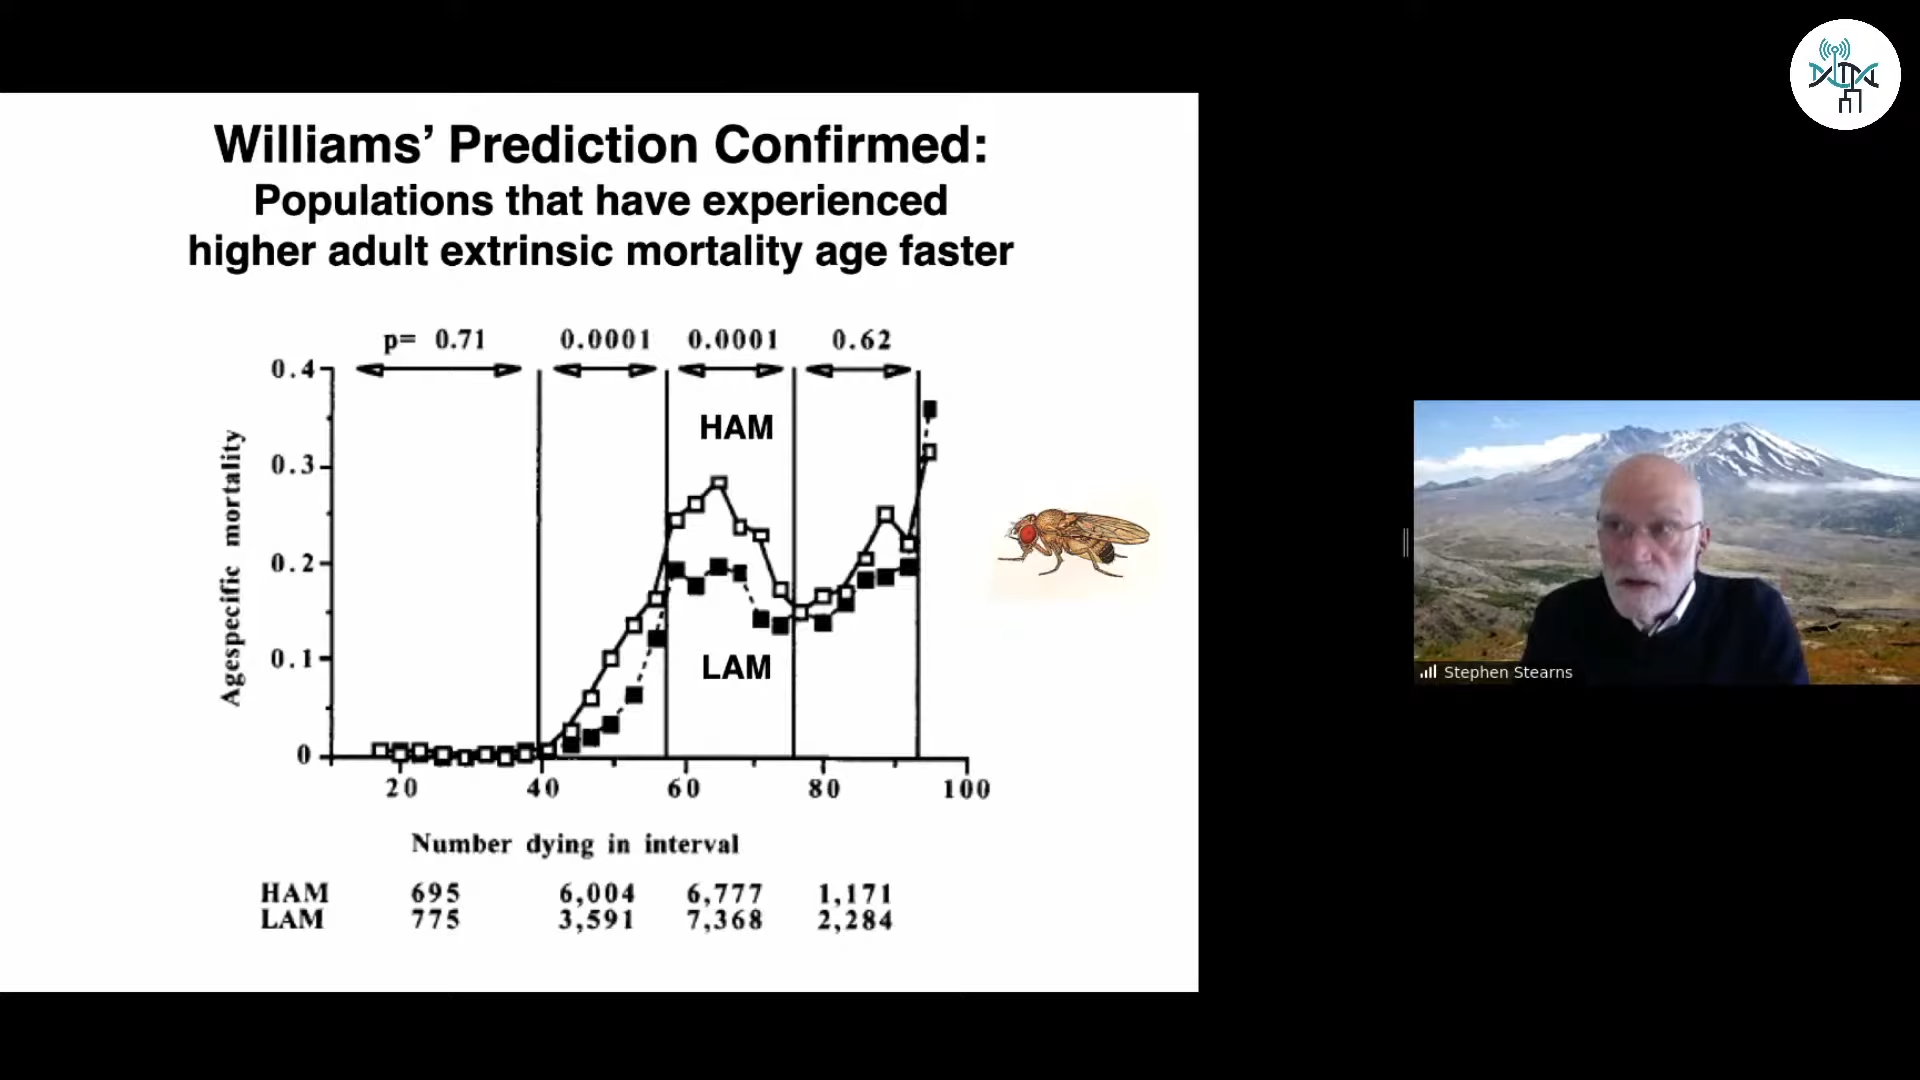 Williams’ Prediction Confirmed:
Populations that have experienced
higher adult extrinsic mortality age faster
p= 0.71 0.0001 0.0001 0.62
0.4
0.3
0.2
0.1
0
Agespecific mortality
HAM
LAM
20 40 60 80 100
Number dying in interval
HAM 695 6,004 6,777 1,171
LAM 775 3,591 7,368 2,284
Stephen Stearns